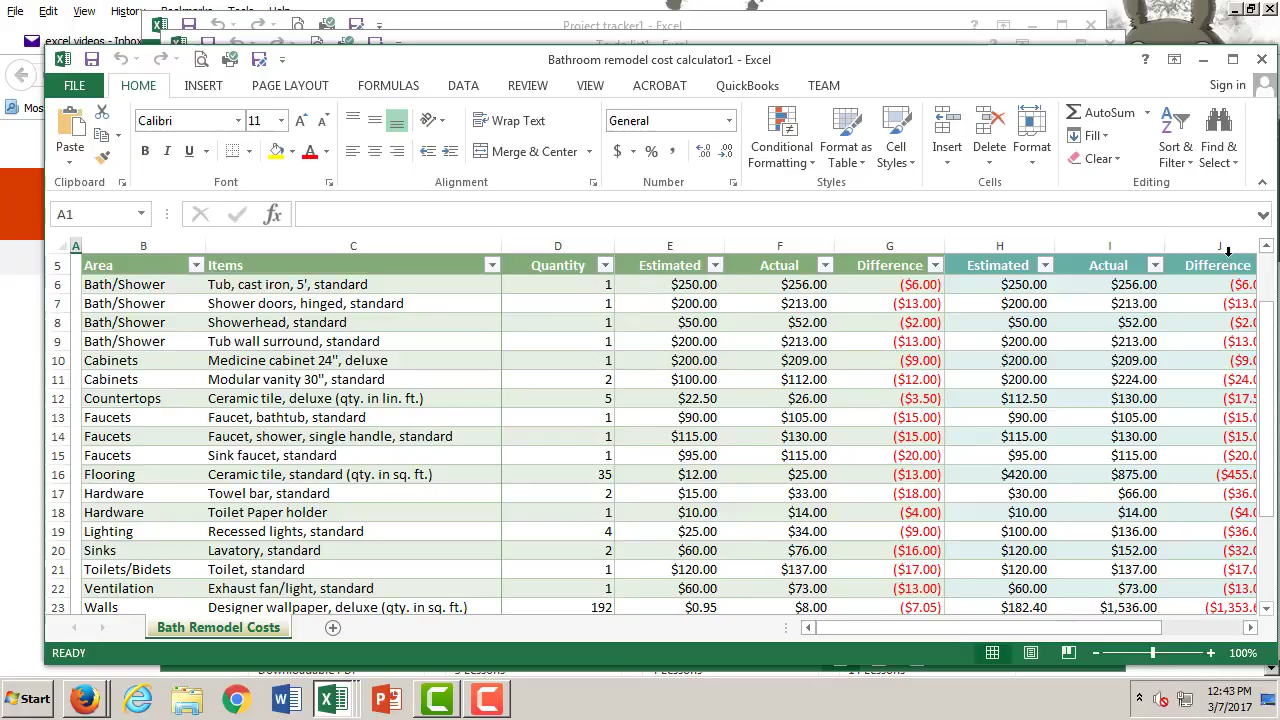 File Edit View History Bookmarks Tools Help
Project tracker1 - Excel
excel videos - Inbox
Bathroom remodel cost calculator1 - Excel
FILE HOME INSERT PAGE LAYOUT FORMULAS DATA REVIEW VIEW ACROBAT QuickBooks TEAM Sign in
Mos
Paste
Calibri 11
B I U
Wrap Text
Merge & Center
General
$ % ,
Conditional Formatting
Format as Table
Cell Styles
Insert Delete Format
AutoSum
Fill
Clear
Sort & Filter
Find & Select
Clipboard Font Alignment Number Styles Cells Editing
A1 fx
A B C D E F G H I J
5 Area Items Quantity Estimated Actual Difference Estimated Actual Difference
6 Bath/Shower Tub, cast iron, 5', standard 1 $250.00 $256.00 ($6.00) $250.00 $256.00 ($6.0
7 Bath/Shower Shower doors, hinged, standard 1 $200.00 $213.00 ($13.00) $200.00 $213.00 ($13.0
8 Bath/Shower Showerhead, standard 1 $50.00 $52.00 ($2.00) $50.00 $52.00 ($2.0
9 Bath/Shower Tub wall surround, standard 1 $200.00 $213.00 ($13.00) $200.00 $213.00 ($13.0
10 Cabinets Medicine cabinet 24", deluxe 1 $200.00 $209.00 ($9.00) $200.00 $209.00 ($9.0
11 Cabinets Modular vanity 30", standard 2 $100.00 $112.00 ($12.00) $200.00 $224.00 ($24.0
12 Countertops Ceramic tile, deluxe (qty. in lin. ft.) 5 $22.50 $26.00 ($3.50) $112.50 $130.00 ($17.5
13 Faucets Faucet, bathtub, standard 1 $90.00 $105.00 ($15.00) $90.00 $105.00 ($15.0
14 Faucets Faucet, shower, single handle, standard 1 $115.00 $130.00 ($15.00) $115.00 $130.00 ($15.0
15 Faucets Sink faucet, standard 1 $95.00 $115.00 ($20.00) $95.00 $115.00 ($20.0
16 Flooring Ceramic tile, standard (qty. in sq. ft.) 35 $12.00 $25.00 ($13.00) $420.00 $875.00 ($455.0
17 Hardware Towel bar, standard 2 $15.00 $33.00 ($18.00) $30.00 $66.00 ($36.0
18 Hardware Toilet Paper holder 1 $10.00 $14.00 ($4.00) $10.00 $14.00 ($4.0
19 Lighting Recessed lights, standard 4 $25.00 $34.00 ($9.00) $100.00 $136.00 ($36.0
20 Sinks Lavatory, standard 2 $60.00 $76.00 ($16.00) $120.00 $152.00 ($32.0
21 Toilets/Bidets Toilet, standard 1 $120.00 $137.00 ($17.00) $120.00 $137.00 ($17.0
22 Ventilation Exhaust fan/light, standard 1 $60.00 $73.00 ($13.00) $60.00 $73.00 ($13.0
23 Walls Designer wallpaper, deluxe (qty. in sq. ft.) 192 $0.95 $8.00 ($7.05) $182.40 $1,536.00 ($1,353.6
Bath Remodel Costs
READY 100%
Start
12:43 PM
3/7/2017